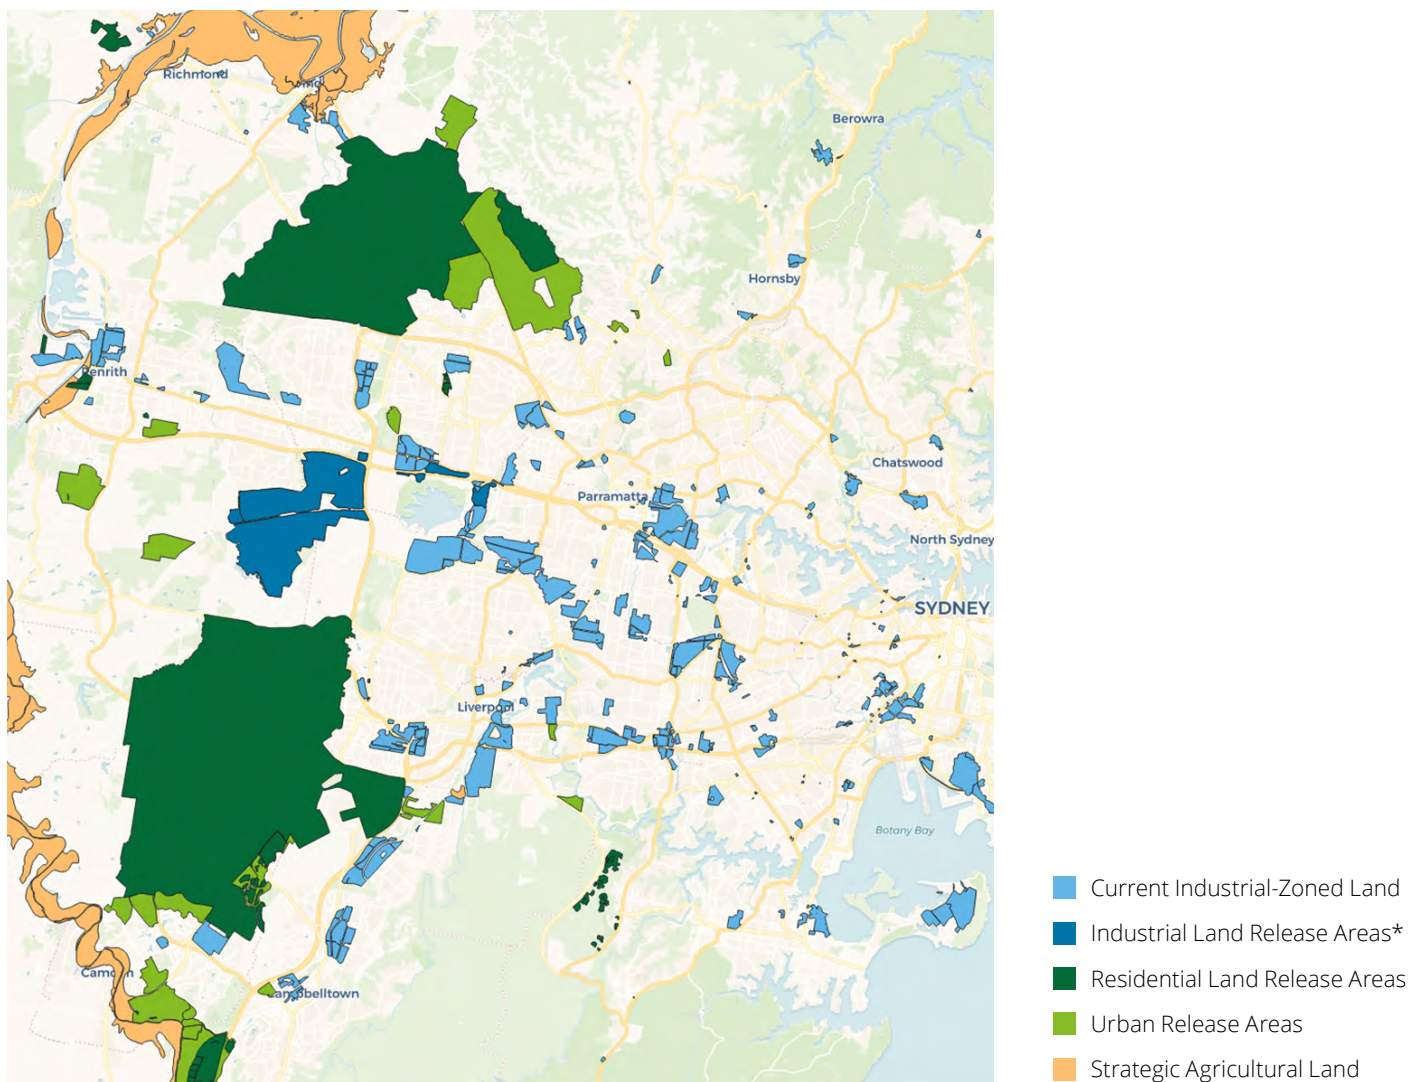 Richmond
Berowra
Hornsby
Penrith
Chatswood
Parramatta
North Sydney
SYDNEY
Liverpool
Botany Bay
Camden
Campbelltown
Current Industrial-Zoned Land
Industrial Land Release Areas*
Residential Land Release Areas
Urban Release Areas
Strategic Agricultural Land